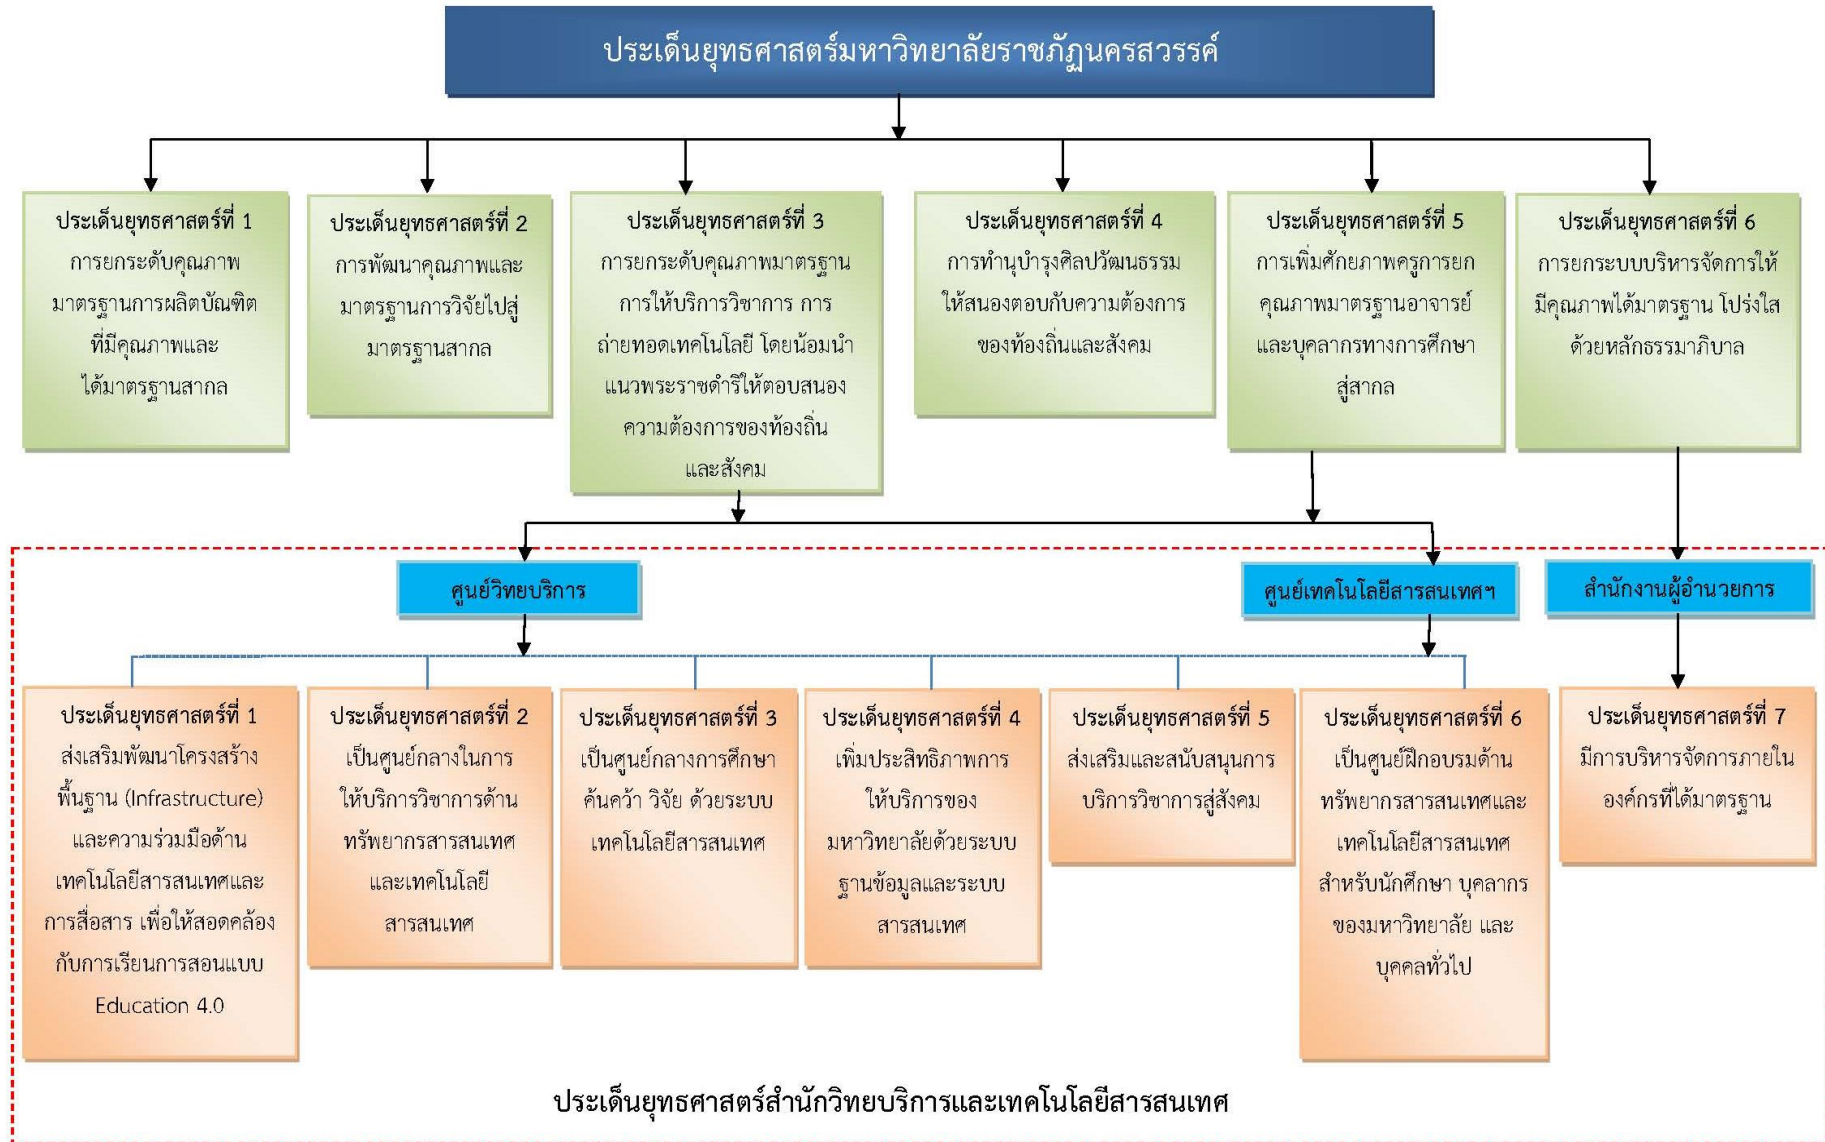 ประเด็นยุทธศาสตร์มหาวิทยาลัยราชภัฏนครสวรรค์
ประเด็นยุทธศาสตร์ที่ 1
การยกระดับคุณภาพ
มาตรฐานการผลิตบัณฑิต
ที่มีคุณภาพและ
ได้มาตรฐานสากล
ประเด็นยุทธศาสตร์ที่ 2
การพัฒนาคุณภาพและ
มาตรฐานการวิจัยไปสู่
มาตรฐานสากล
ประเด็นยุทธศาสตร์ที่ 3
การยกระดับคุณภาพมาตรฐาน
การให้บริการวิชาการ การ
ถ่ายทอดเทคโนโลยี โดยน้อมนำ
แนวพระราชดำริให้ตอบสนอง
ความต้องการของท้องถิ่น
และสังคม
ประเด็นยุทธศาสตร์ที่ 4
การทำนุบำรุงศิลปวัฒนธรรม
ให้สนองตอบกับความต้องการ
ของท้องถิ่นและสังคม
ประเด็นยุทธศาสตร์ที่ 5
การเพิ่มศักยภาพครูการยก
คุณภาพมาตรฐานอาจารย์
และบุคลากรทางการศึกษา
สู่สากล
ประเด็นยุทธศาสตร์ที่ 6
การยกระบบบริหารจัดการให้
มีคุณภาพได้มาตรฐาน โปร่งใส
ด้วยหลักธรรมาภิบาล
ศูนย์วิทยบริการ
ศูนย์เทคโนโลยีสารสนเทศฯ
สำนักงานผู้อำนวยการ
ประเด็นยุทธศาสตร์ที่ 1
ส่งเสริมพัฒนาโครงสร้าง
พื้นฐาน (Infrastructure)
และความร่วมมือด้าน
เทคโนโลยีสารสนเทศและ
การสื่อสาร เพื่อให้สอดคล้อง
กับการเรียนการสอนแบบ
Education 4.0
ประเด็นยุทธศาสตร์ที่ 2
เป็นศูนย์กลางในการ
ให้บริการวิชาการด้าน
ทรัพยากรสารสนเทศ
และเทคโนโลยี
สารสนเทศ
ประเด็นยุทธศาสตร์ที่ 3
เป็นศูนย์กลางการศึกษา
ค้นคว้า วิจัย ด้วยระบบ
เทคโนโลยีสารสนเทศ
ประเด็นยุทธศาสตร์ที่ 4
เพิ่มประสิทธิภาพการ
ให้บริการของ
มหาวิทยาลัยด้วยระบบ
ฐานข้อมูลและระบบ
สารสนเทศ
ประเด็นยุทธศาสตร์ที่ 5
ส่งเสริมและสนับสนุนการ
บริการวิชาการสู่สังคม
ประเด็นยุทธศาสตร์ที่ 6
เป็นศูนย์ฝึกอบรมด้าน
ทรัพยากรสารสนเทศและ
เทคโนโลยีสารสนเทศ
สำหรับนักศึกษา บุคลากร
ของมหาวิทยาลัย และ
บุคคลทั่วไป
ประเด็นยุทธศาสตร์ที่ 7
มีการบริหารจัดการภายใน
องค์กรที่ได้มาตรฐาน
ประเด็นยุทธศาสตร์สำนักวิทยบริการและเทคโนโลยีสารสนเทศ